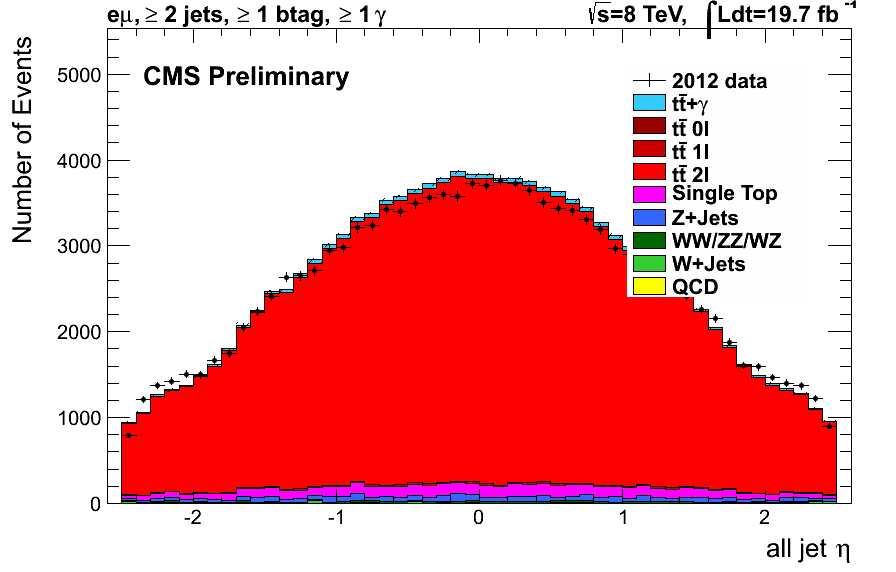 eμ, ≥ 2 jets, ≥ 1 btag, ≥ 1 γ √s=8 TeV, ∫Ldt=19.7 fb⁻¹
CMS Preliminary
2012 data
tt̄+γ
tt̄ 0l
tt̄ 1l
tt̄ 2l
Single Top
Z+Jets
WW/ZZ/WZ
W+Jets
QCD
Number of Events
5000
4000
3000
2000
1000
0
-2 -1 0 1 2
all jet η